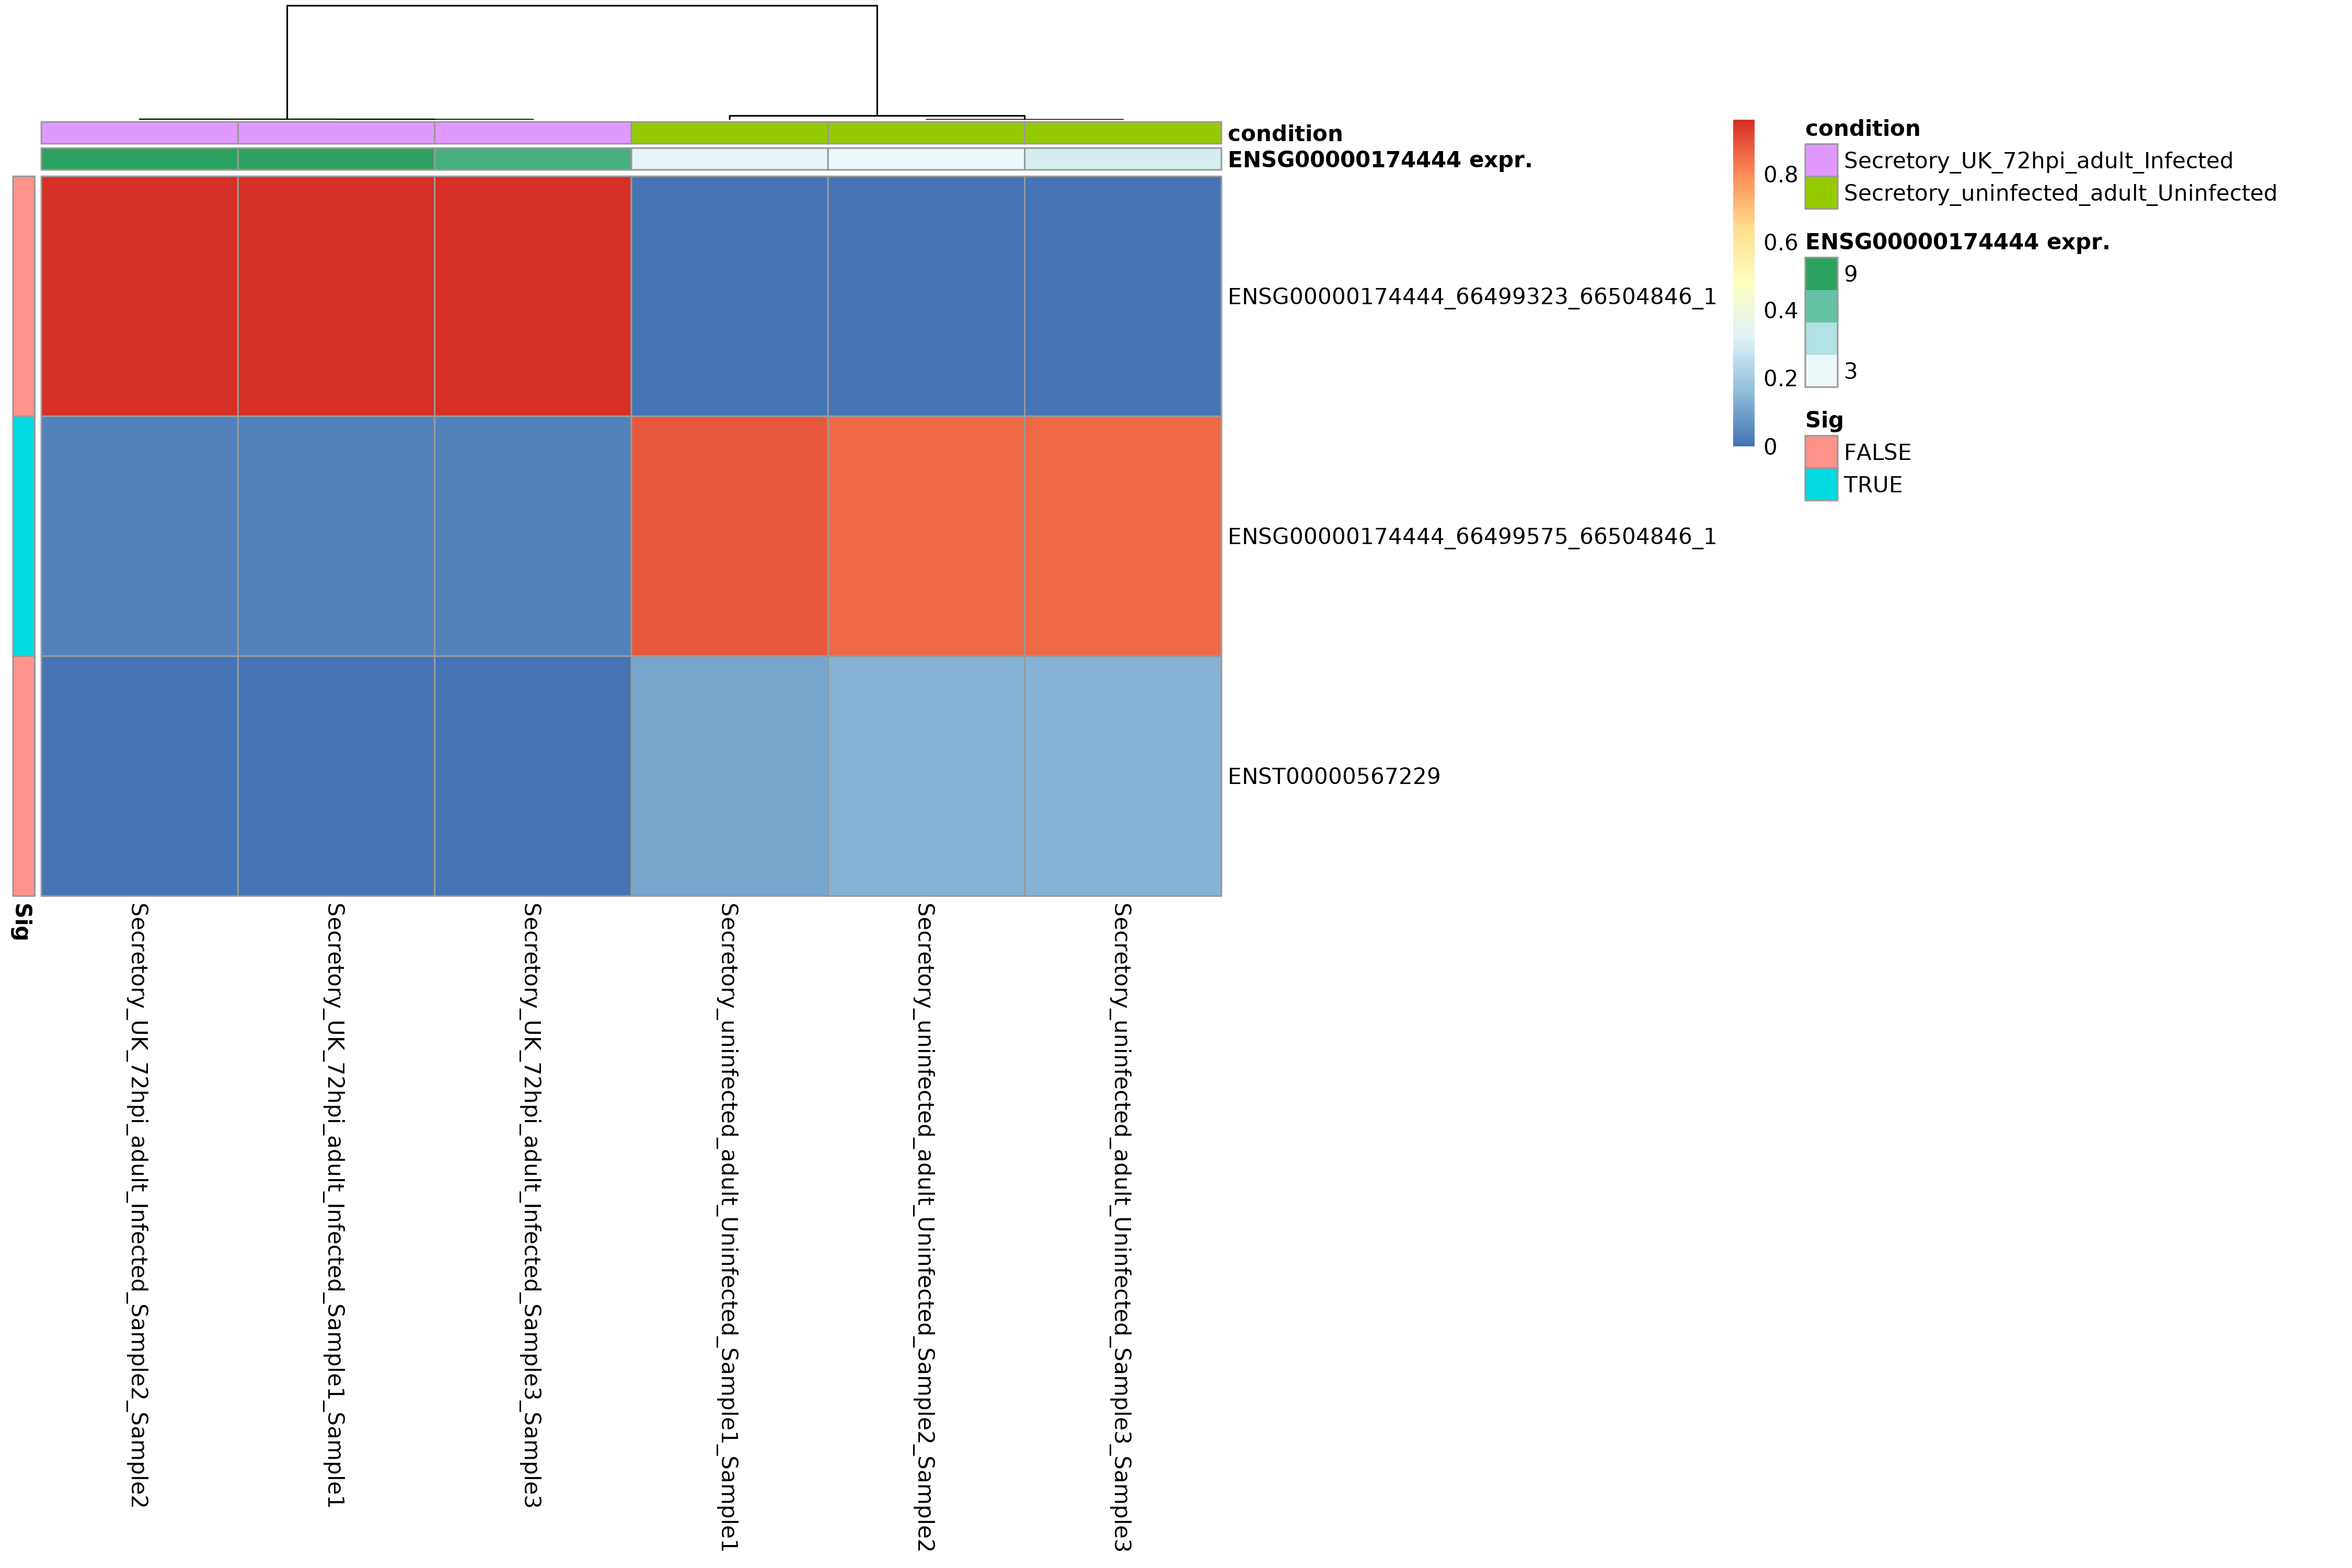 condition
ENSG00000174444 expr.
ENSG00000174444_66499323_66504846_1
ENSG00000174444_66499575_66504846_1
ENST00000567229
0.8
0.6
0.4
0.2
0
condition
Secretory_UK_72hpi_adult_Infected
Secretory_uninfected_adult_Uninfected
ENSG00000174444 expr.
9
3
Sig
FALSE
TRUE
Sig
Secretory_UK_72hpi_adult_Infected_Sample2_Sample2
Secretory_UK_72hpi_adult_Infected_Sample1_Sample1
Secretory_UK_72hpi_adult_Infected_Sample3_Sample3
Secretory_uninfected_adult_Uninfected_Sample1_Sample1
Secretory_uninfected_adult_Uninfected_Sample2_Sample2
Secretory_uninfected_adult_Uninfected_Sample3_Sample3